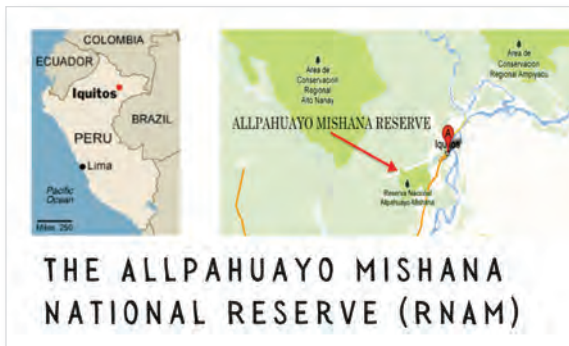 COLOMBIA
ECUADOR
Iquitos
PERU
BRAZIL
Lima
Pacific
Ocean
Miles 250
Area de
Conservacion
Regional
Alto Nanay
Area de
Conservacion
Regional Ampiyacu
ALLPAHUAYO MISHANA RESERVE
A
Iquitos
Reserva Nacional
Allpahuayo-Mishana
THE ALLPAHUAYO MISHANA
NATIONAL RESERVE (RNAM)